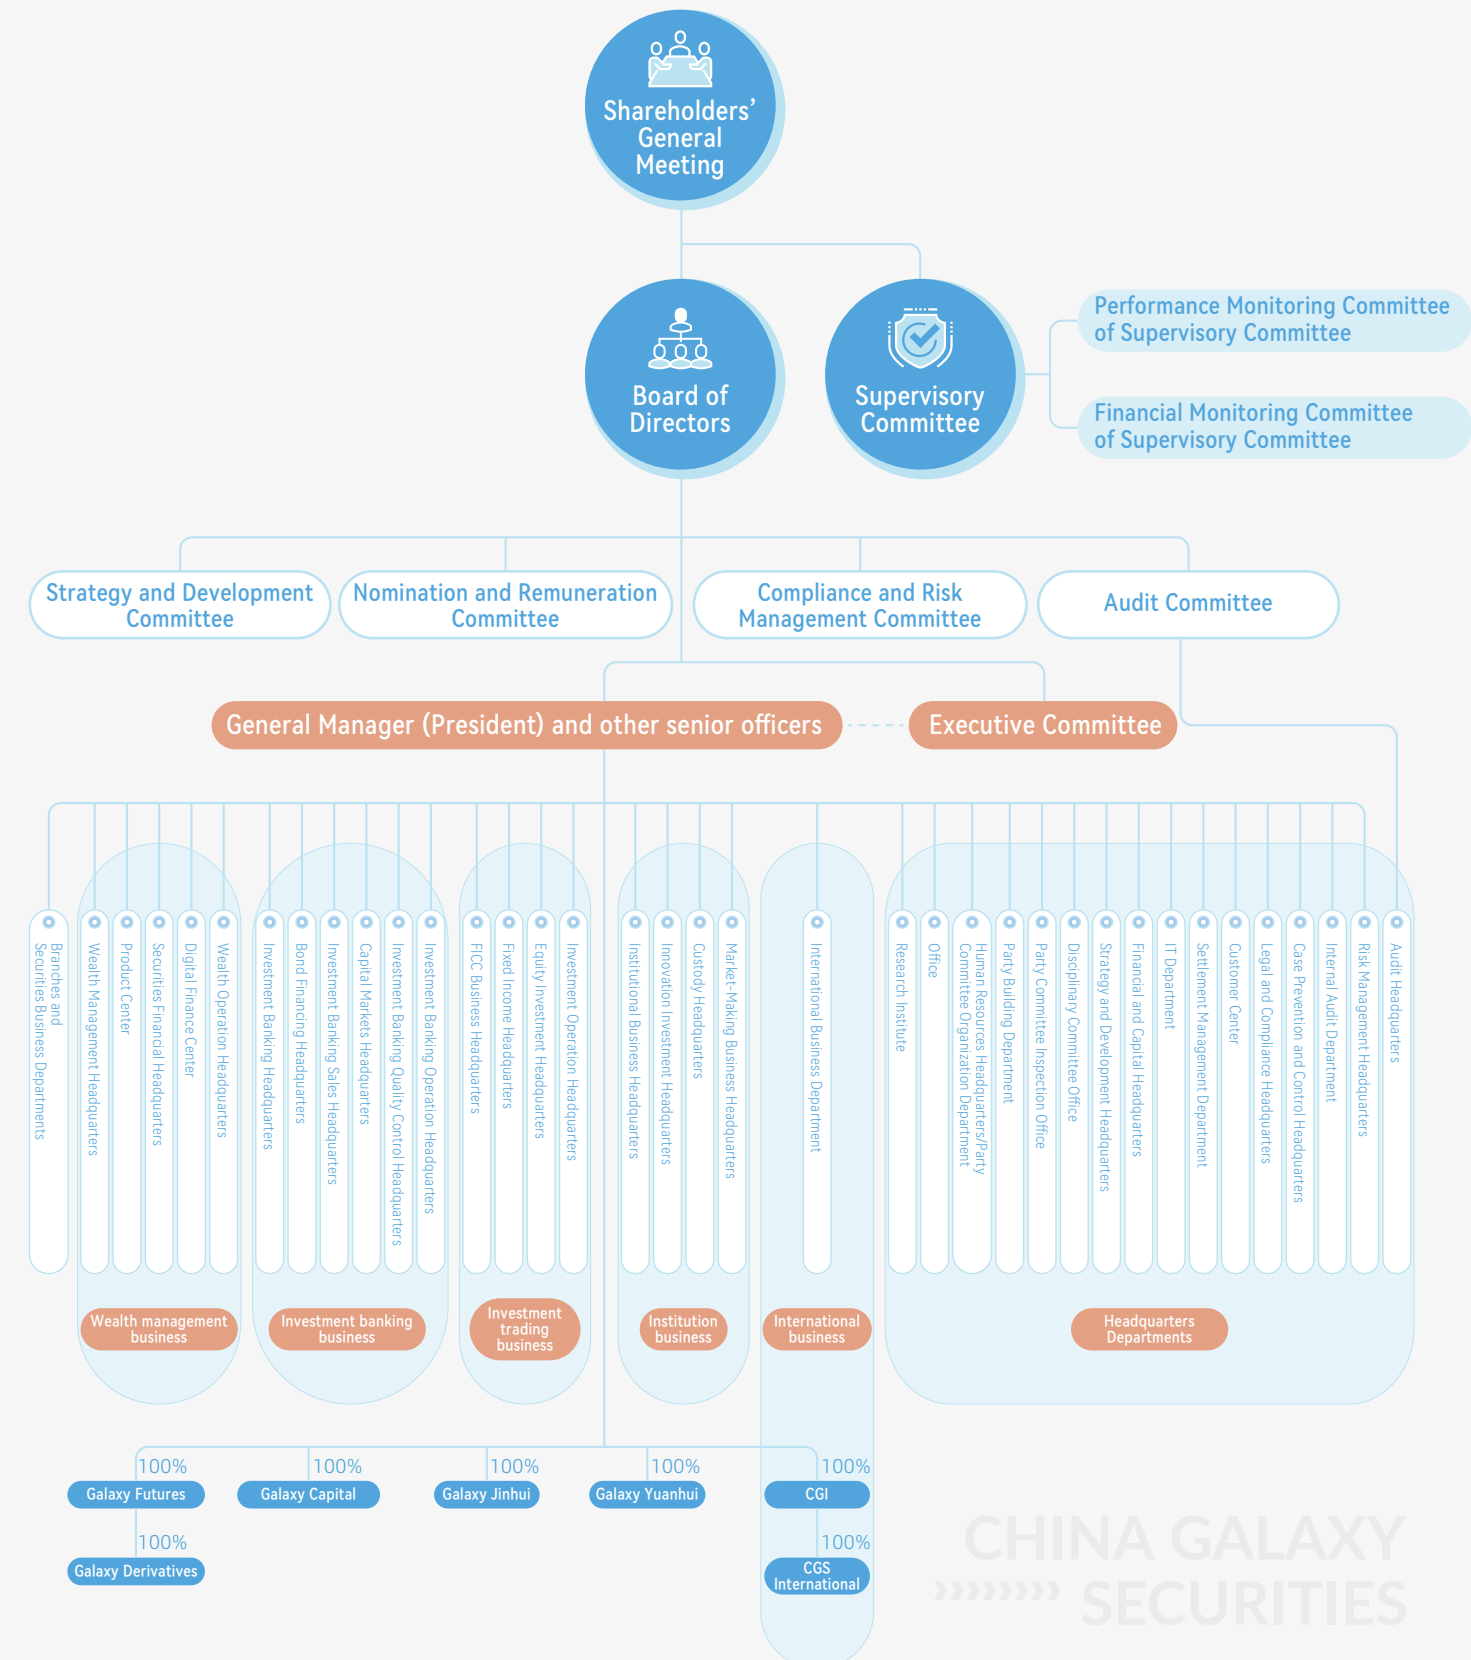 Shareholders’
General
Meeting
Board of
Directors
Supervisory
Committee
Performance Monitoring Committee
of Supervisory Committee
Financial Monitoring Committee
of Supervisory Committee
Strategy and Development
Committee
Nomination and Remuneration
Committee
Compliance and Risk
Management Committee
Audit Committee
General Manager (President) and other senior officers
Executive Committee
Branches and
Securities Business Departments
Wealth Management Headquarters
Product Center
Securities Financial Headquarters
Digital Finance Center
Wealth Operation Headquarters
Investment Banking Headquarters
Bond Financing Headquarters
Investment Banking Sales Headquarters
Capital Markets Headquarters
Investment Banking Quality Control Headquarters
Investment Banking Operation Headquarters
FICC Business Headquarters
Fixed Income Headquarters
Equity Investment Headquarters
Investment Operation Headquarters
Institutional Business Headquarters
Innovation Investment Headquarters
Custody Headquarters
Market-Making Business Headquarters
International Business Department
Research Institute
Office
Human Resources Headquarters/Party
Committee Organization Department
Party Building Department
Party Committee Inspection Office
Disciplinary Committee Office
Strategy and Development Headquarters
Financial and Capital Headquarters
IT Department
Settlement Management Department
Customer Center
Legal and Compliance Headquarters
Case Prevention and Control Headquarters
Internal Audit Department
Risk Management Headquarters
Audit Headquarters
Wealth management
business
Investment banking
business
Investment
trading
business
Institution
business
International
business
Headquarters
Departments
100%
Galaxy Futures
100%
Galaxy Capital
100%
Galaxy Jinhui
100%
Galaxy Yuanhui
100%
CGI
100%
Galaxy Derivatives
100%
CGS
International
CHINA GALAXY
SECURITIES